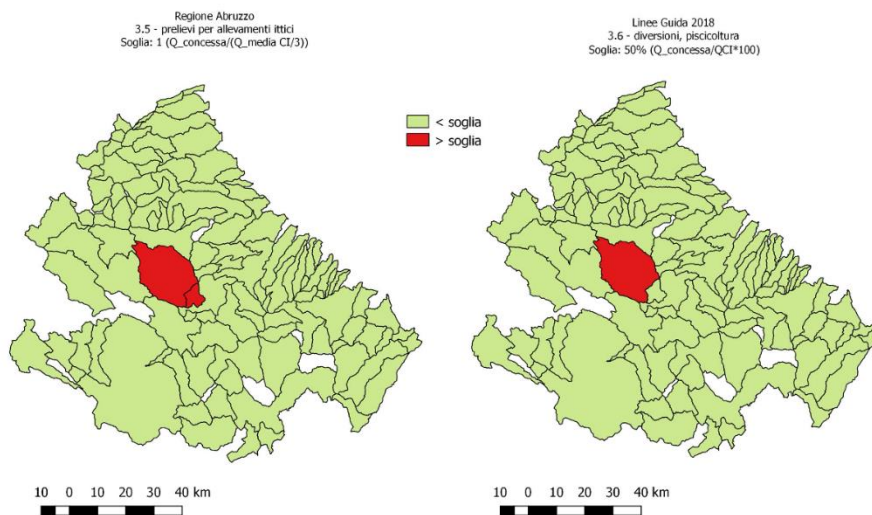 Regione Abruzzo
3.5 - prelievi per allevamenti ittici
Soglia: 1 (Q_concessa/(Q_media CI/3))
Linee Guida 2018
3.6 - diversioni, piscicoltura
Soglia: 50% (Q_concessa/QCI*100)
< soglia
> soglia
10 0 10 20 30 40 km
10 0 10 20 30 40 km